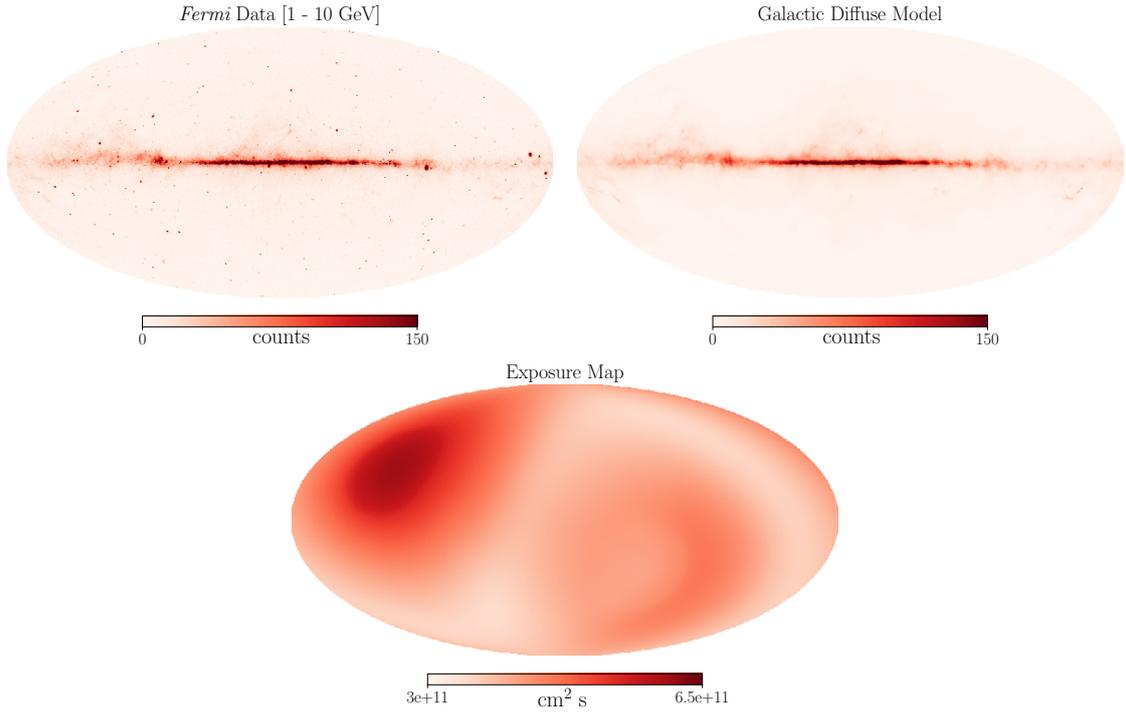 Fermi Data [1 - 10 GeV]
Galactic Diffuse Model
0 counts 150
0 counts 150
Exposure Map
3e+11 cm² s 6.5e+11